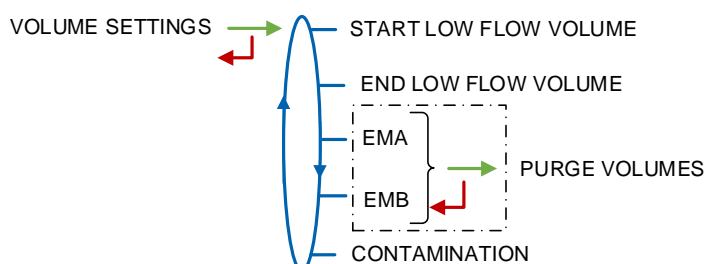 VOLUME SETTINGS
START LOW FLOW VOLUME
END LOW FLOW VOLUME
EMA
PURGE VOLUMES
EMB
CONTAMINATION